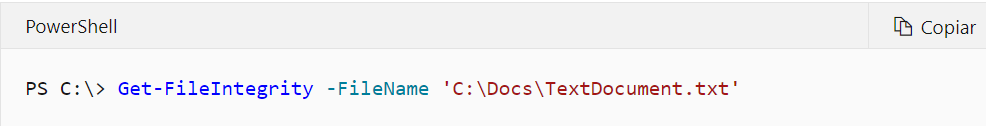 PowerShell
Copiar
PS C:\> Get-FileIntegrity -FileName 'C:\Docs\TextDocument.txt'